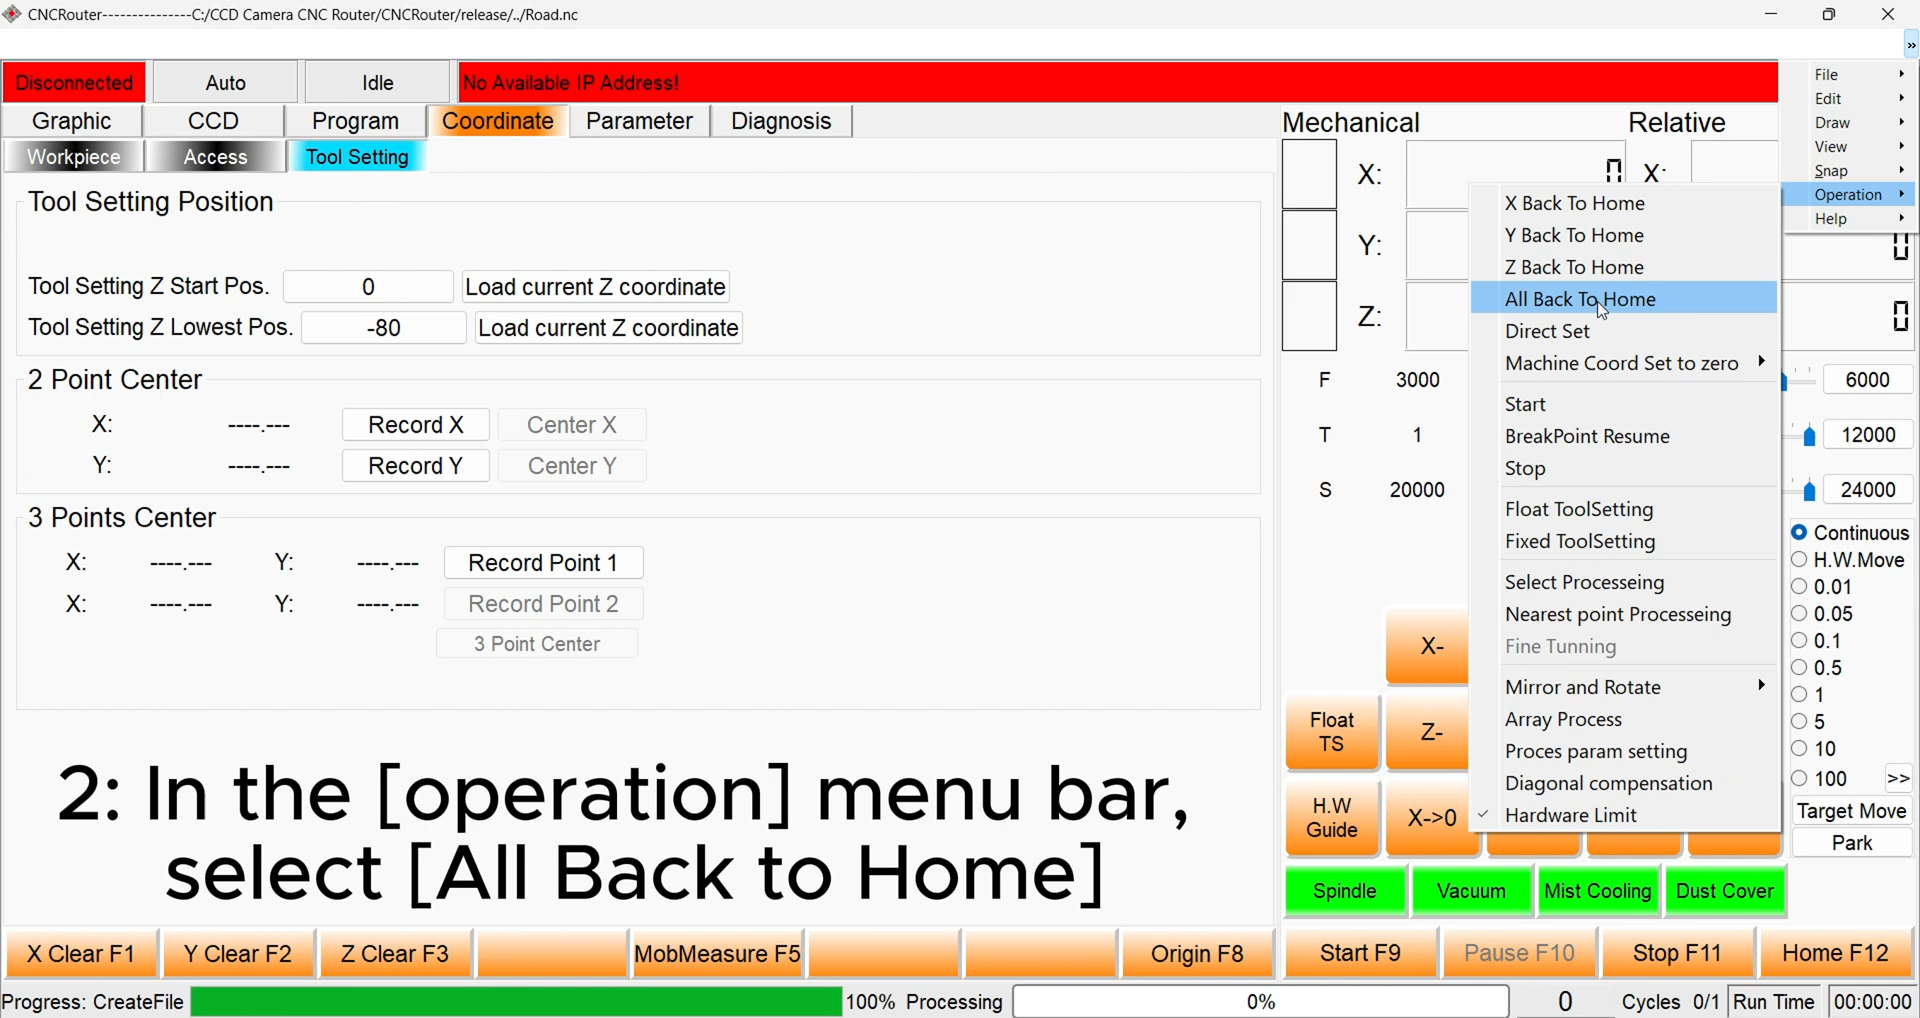 CNCRouter---------------C:/CCD Camera CNC Router/CNCRouter/release/../Road.nc
»
Disconnected Auto Idle No Available IP Address!
Graphic CCD Program Coordinate Parameter Diagnosis
Workpiece Access Tool Setting
Tool Setting Position
Tool Setting Z Start Pos. 0 Load current Z coordinate
Tool Setting Z Lowest Pos. -80 Load current Z coordinate
2 Point Center
X: ----.--- Record X Center X
Y: ----.--- Record Y Center Y
3 Points Center
X: ----.--- Y: ----.--- Record Point 1
X: ----.--- Y: ----.--- Record Point 2
3 Point Center
2: In the [operation] menu bar,
select [All Back to Home]
Mechanical Relative
X: 0 X:
Y: 0
Z: 0
F 3000 6000
T 1 12000
S 20000 24000
File
Edit
Draw
View
Snap
Operation
Help
X Back To Home
Y Back To Home
Z Back To Home
All Back To Home
Direct Set
Machine Coord Set to zero
Start
BreakPoint Resume
Stop
Float ToolSetting
Fixed ToolSetting
Select Processeing
Nearest point Processeing
Fine Tunning
Mirror and Rotate
Array Process
Proces param setting
Diagonal compensation
Hardware Limit
Continuous
H.W.Move
0.01
0.05
0.1
0.5
1
5
10
100 >>
Target Move
Park
X-
Float
TS
Z-
H.W
Guide
X->0
Spindle Vacuum Mist Cooling Dust Cover
X Clear F1 Y Clear F2 Z Clear F3 MobMeasure F5 Origin F8 Start F9 Pause F10 Stop F11 Home F12
Progress: CreateFile 100% Processing 0% 0 Cycles 0/1 Run Time 00:00:00